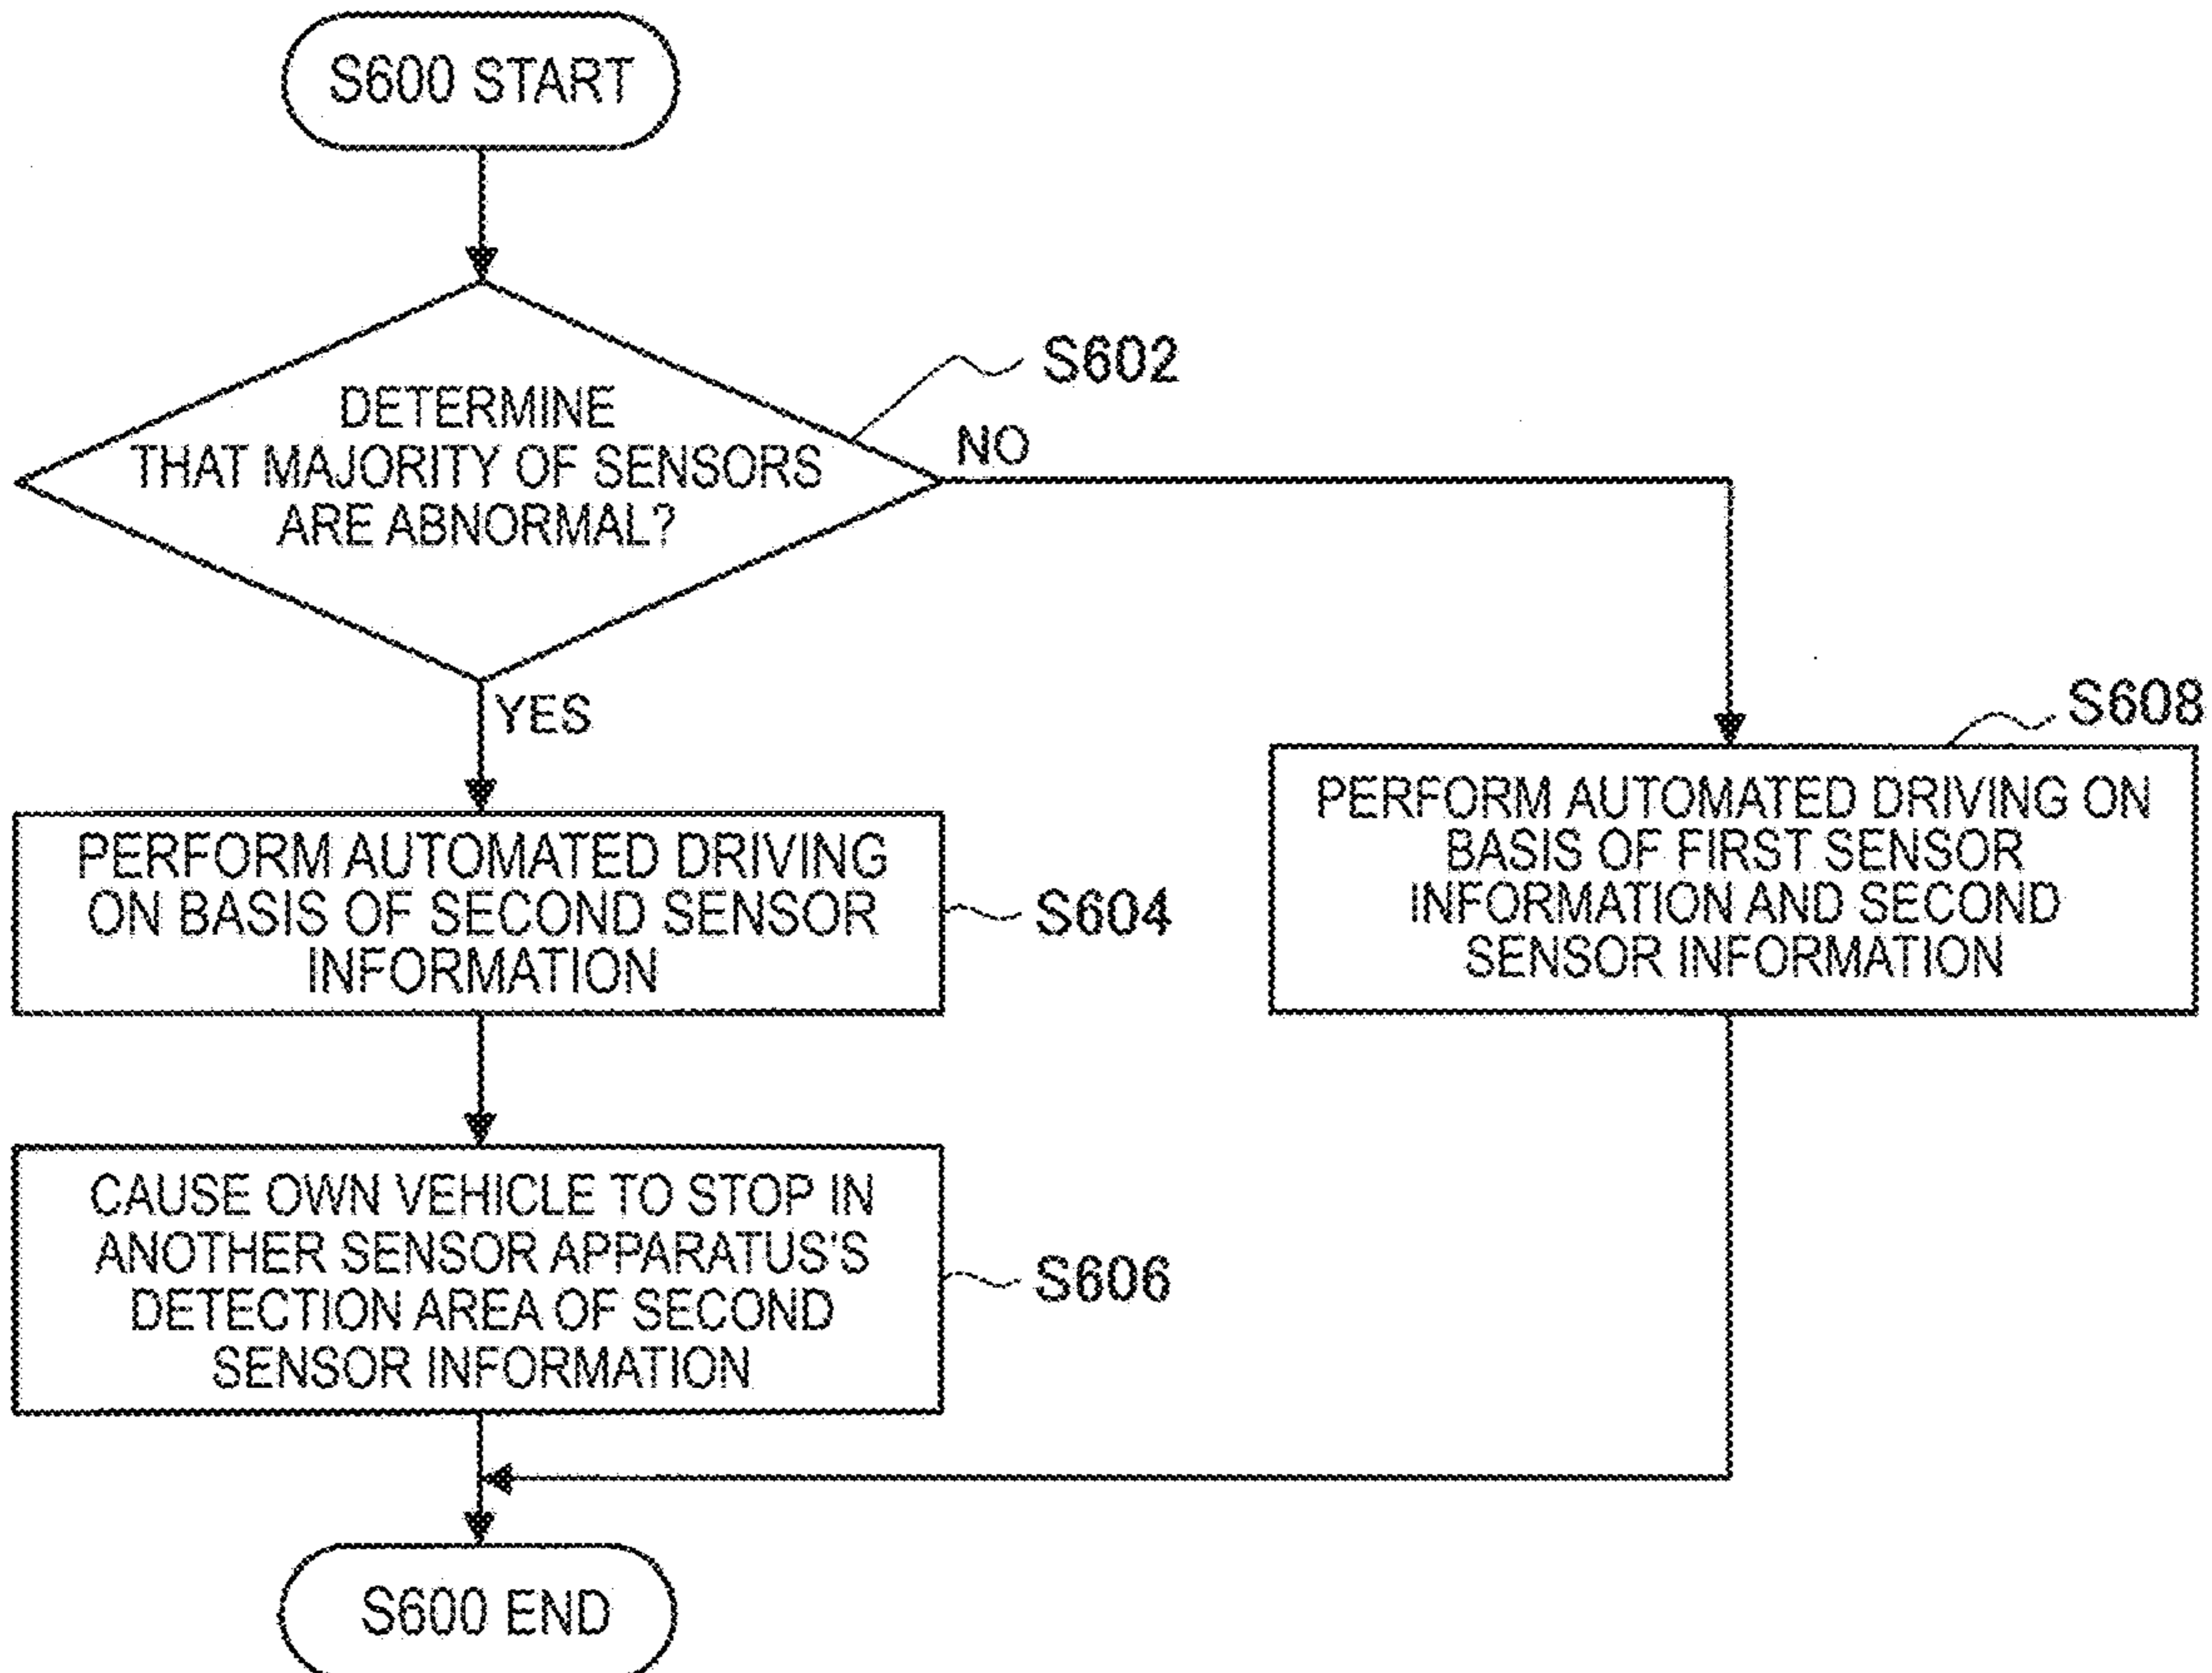 S600 START
S602
DETERMINE
THAT MAJORITY OF SENSORS
ARE ABNORMAL?
NO
YES
S608
PERFORM AUTOMATED DRIVING ON
BASIS OF FIRST SENSOR
INFORMATION AND SECOND
SENSOR INFORMATION
PERFORM AUTOMATED DRIVING
ON BASIS OF SECOND SENSOR
INFORMATION
S604
CAUSE OWN VEHICLE TO STOP IN
ANOTHER SENSOR APPARATUS'S
DETECTION AREA OF SECOND
SENSOR INFORMATION
S606
S600 END